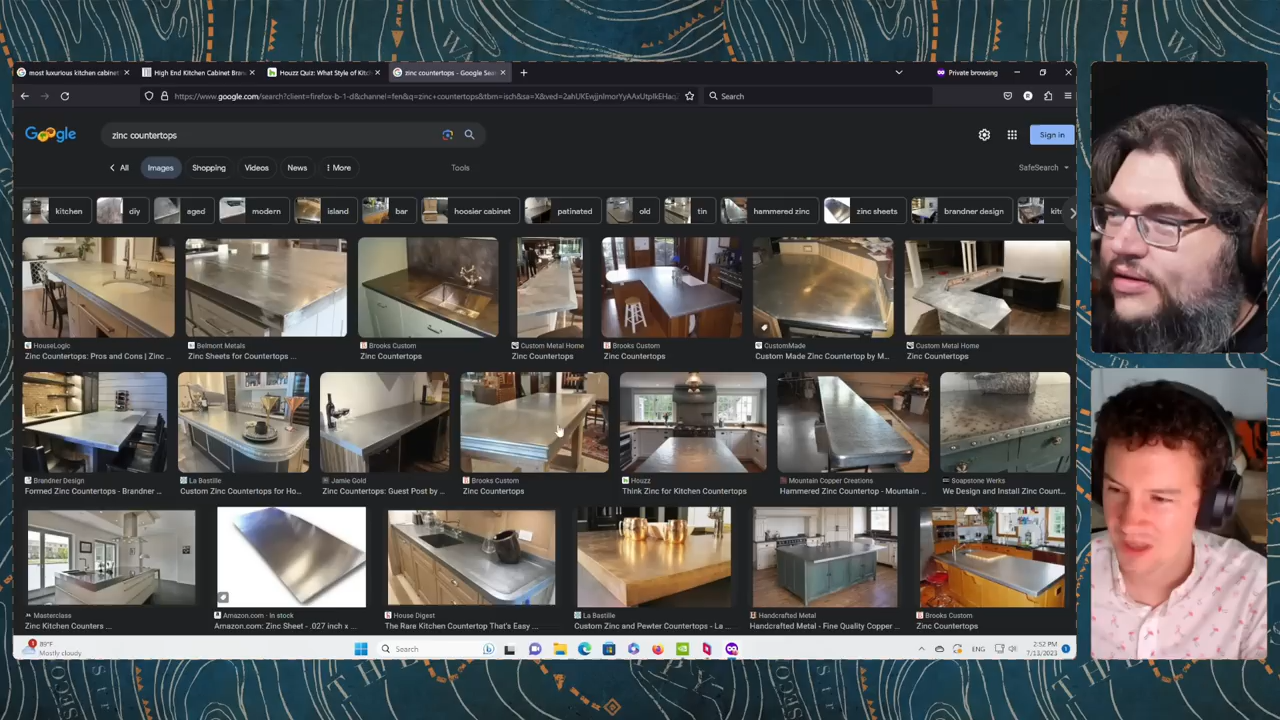 most luxurious kitchen cabinet
High End Kitchen Cabinet Bran
Houzz Quiz: What Style of Kitch
zinc countertops - Google Sea
Private browsing
Search
Google
zinc countertops
Sign in
All
Images
Shopping
Videos
News
More
Tools
SafeSearch
kitchen
diy
aged
modern
island
bar
hoosier cabinet
patinated
old
tin
hammered zinc
zinc sheets
brandner design
HouseLogic
Zinc Countertops: Pros and Cons | Zinc ...
Belmont Metals
Zinc Sheets for Countertops ...
Brooks Custom
Zinc Countertops
Custom Metal Home
Zinc Countertops
Brooks Custom
Zinc Countertops
CustomMade
Custom Made Zinc Countertop by M...
Custom Metal Home
Zinc Countertops
Brandner Design
Formed Zinc Countertops - Brandner ...
La Bastille
Custom Zinc Countertops for Ho...
Jamie Gold
Zinc Countertops: Guest Post by ...
Brooks Custom
Zinc Countertops
Houzz
Think Zinc for Kitchen Countertops
Mountain Copper Creations
Hammered Zinc Countertop - Mountain ...
Soapstone Werks
We Design and Install Zinc Count...
Masterclass
Zinc Kitchen Counters ...
Amazon.com · In stock
Amazon.com: Zinc Sheet - .027 inch x ...
House Digest
The Rare Kitchen Countertop That's Easy ...
La Bastille
Custom Zinc and Pewter Countertops - La ...
Handcrafted Metal
Handcrafted Metal - Fine Quality Copper ...
Brooks Custom
Zinc Countertops
89°F
Mostly cloudy
Search
ENG
2:52 PM
7/13/2023